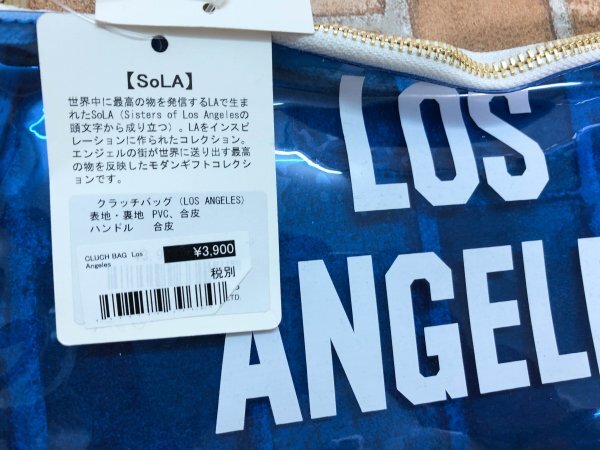 【SoLA】
世界中に最高の物を発信するLAで生ま
れたSoLA（Sisters of Los Angelesの
頭文字から成り立つ）。LAをインスピ
レーションに作られたコレクション。
エンジェルの街が世界に送り出す最高
の物を反映したモダンギフトコレクシ
ョンです。
クラッチバッグ（LOS ANGELES）
表地・裏地 PVC、合皮
ハンドル 合皮
CLUCH BAG Los
Angeles
¥3,900
税別
LTD.
LOS
ANGEL